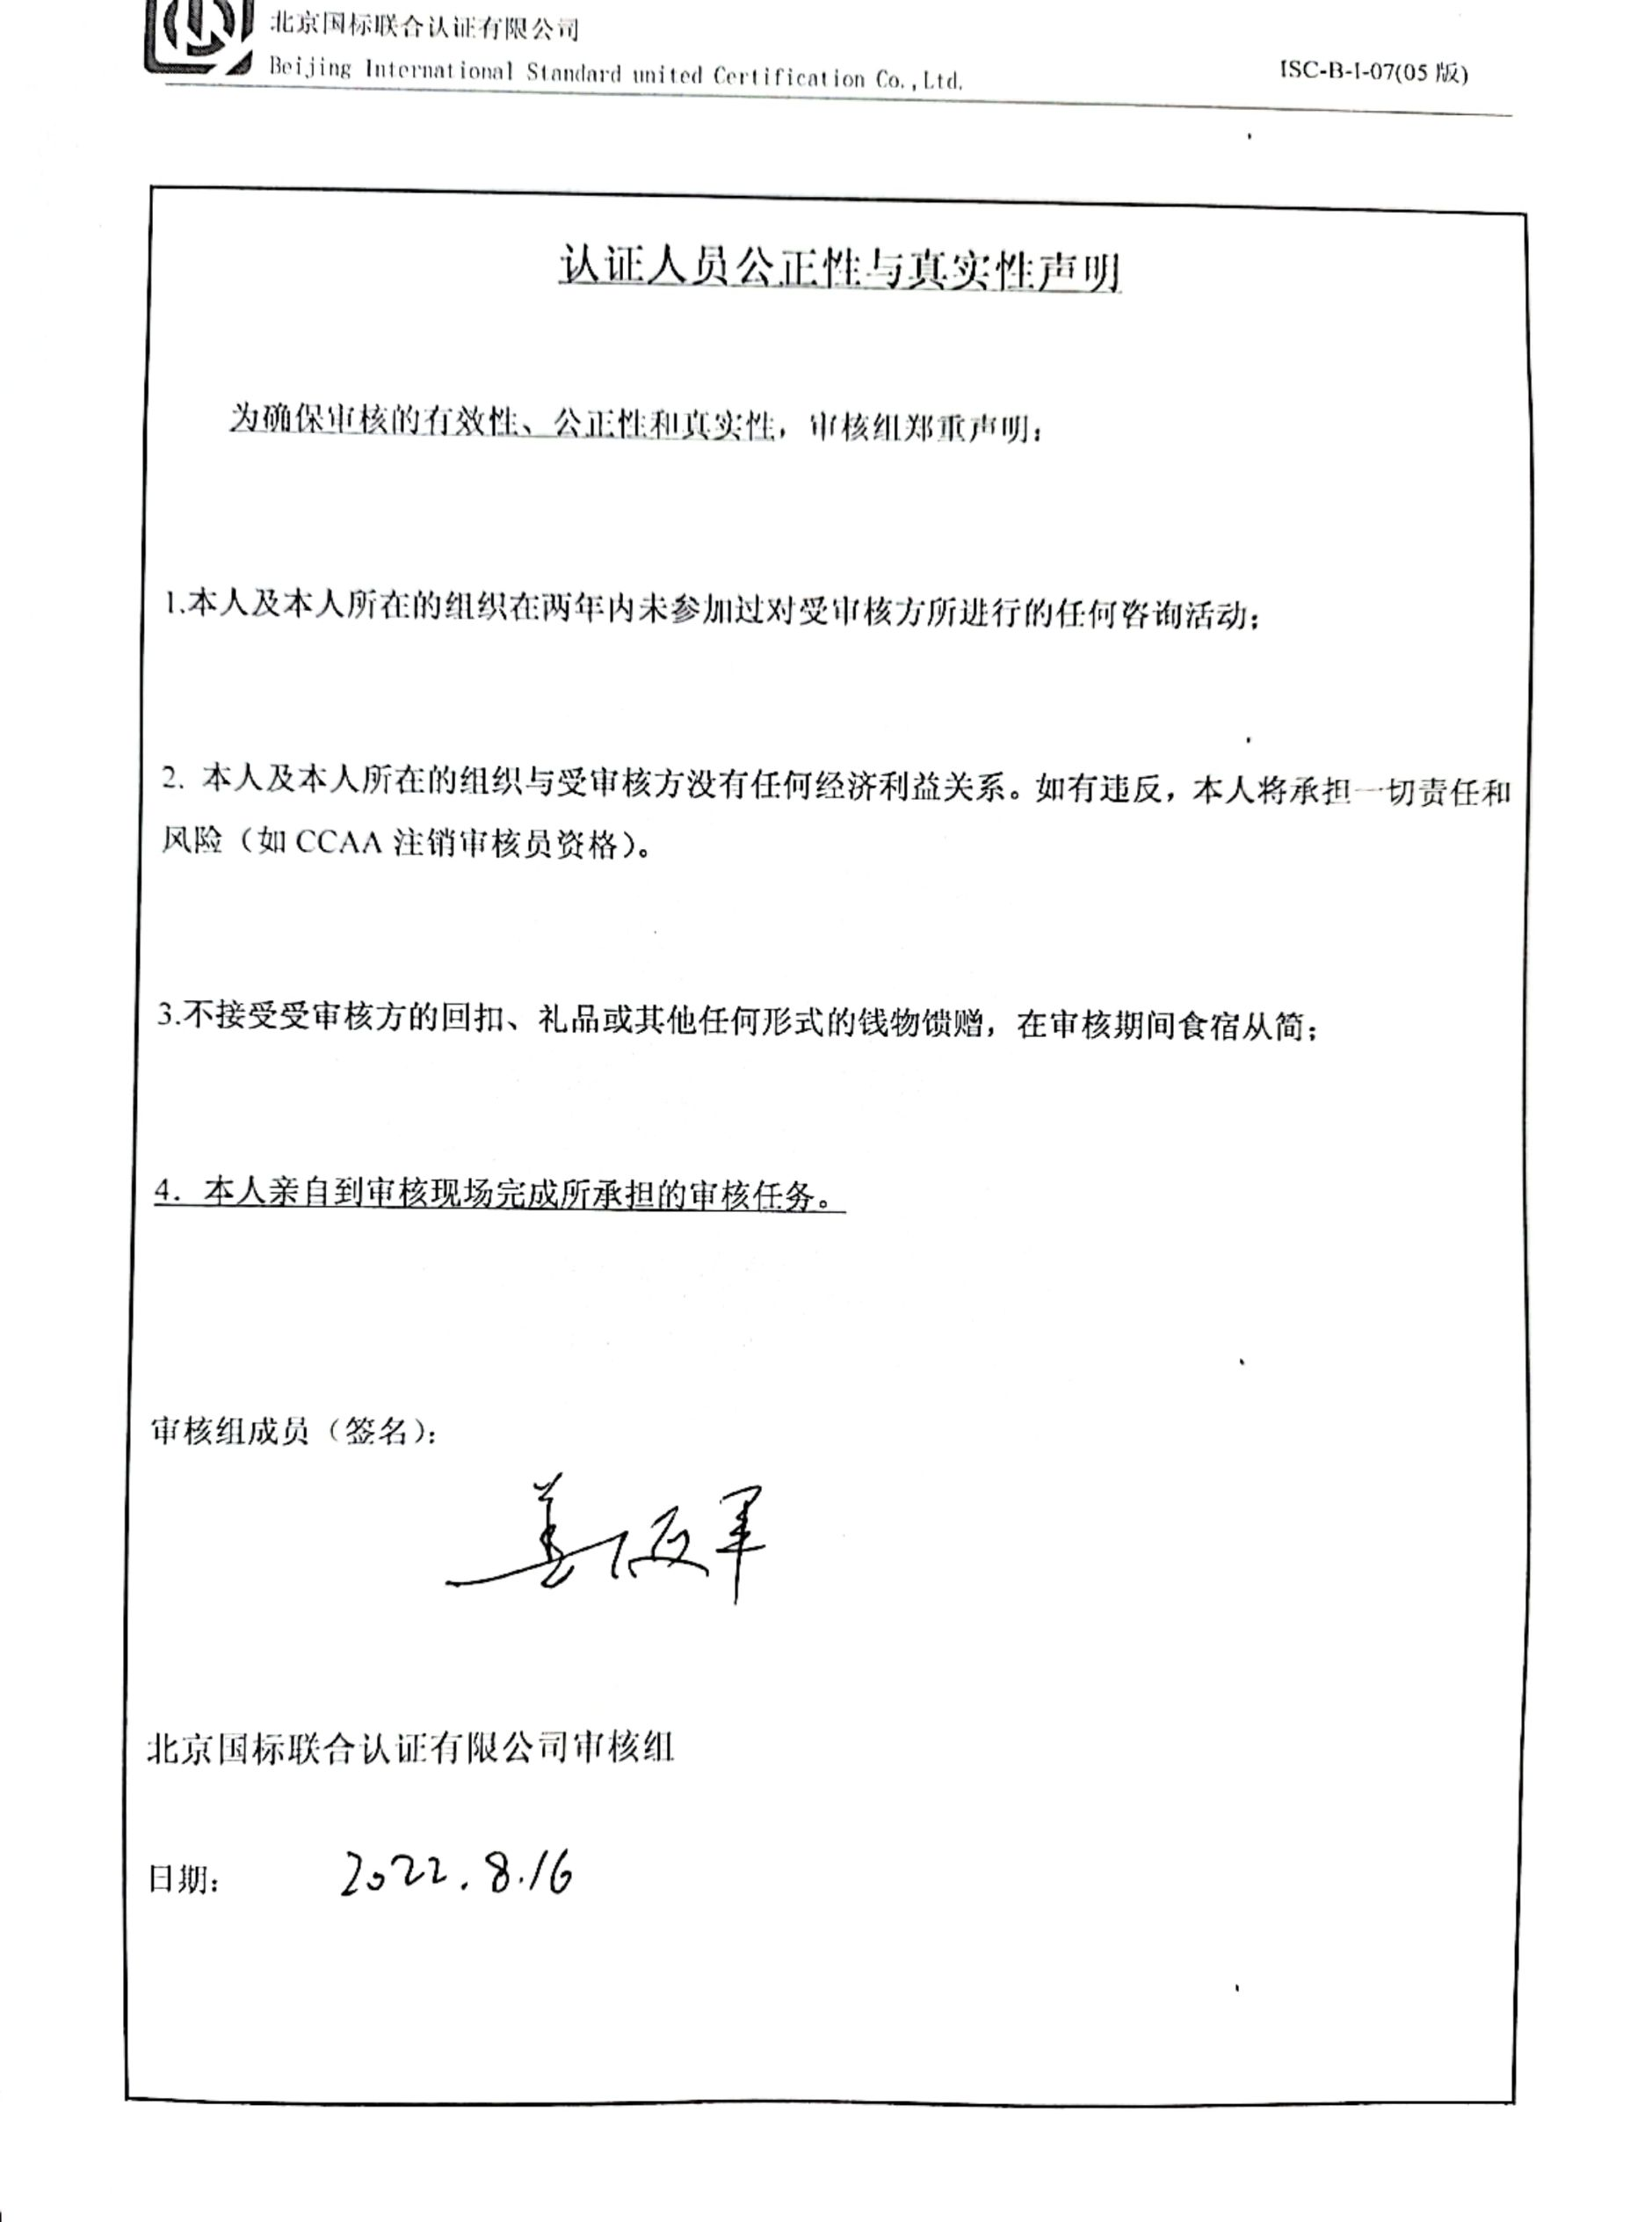 北京国标联合认证有限公司
Beijing International Standard united Certification Co.,Ltd.
ISC-B-I-07(05 版)
认证人员公正性与真实性声明
为确保审核的有效性、公正性和真实性，审核组郑重声明：
1.本人及本人所在的组织在两年内未参加过对受审核方所进行的任何咨询活动；
2. 本人及本人所在的组织与受审核方没有任何经济利益关系。如有违反，本人将承担一切责任和
风险（如 CCAA 注销审核员资格）。
3.不接受受审核方的回扣、礼品或其他任何形式的钱物馈赠，在审核期间食宿从简；
4. 本人亲自到审核现场完成所承担的审核任务。
审核组成员（签名）：
北京国标联合认证有限公司审核组
日期： 2022.8.16